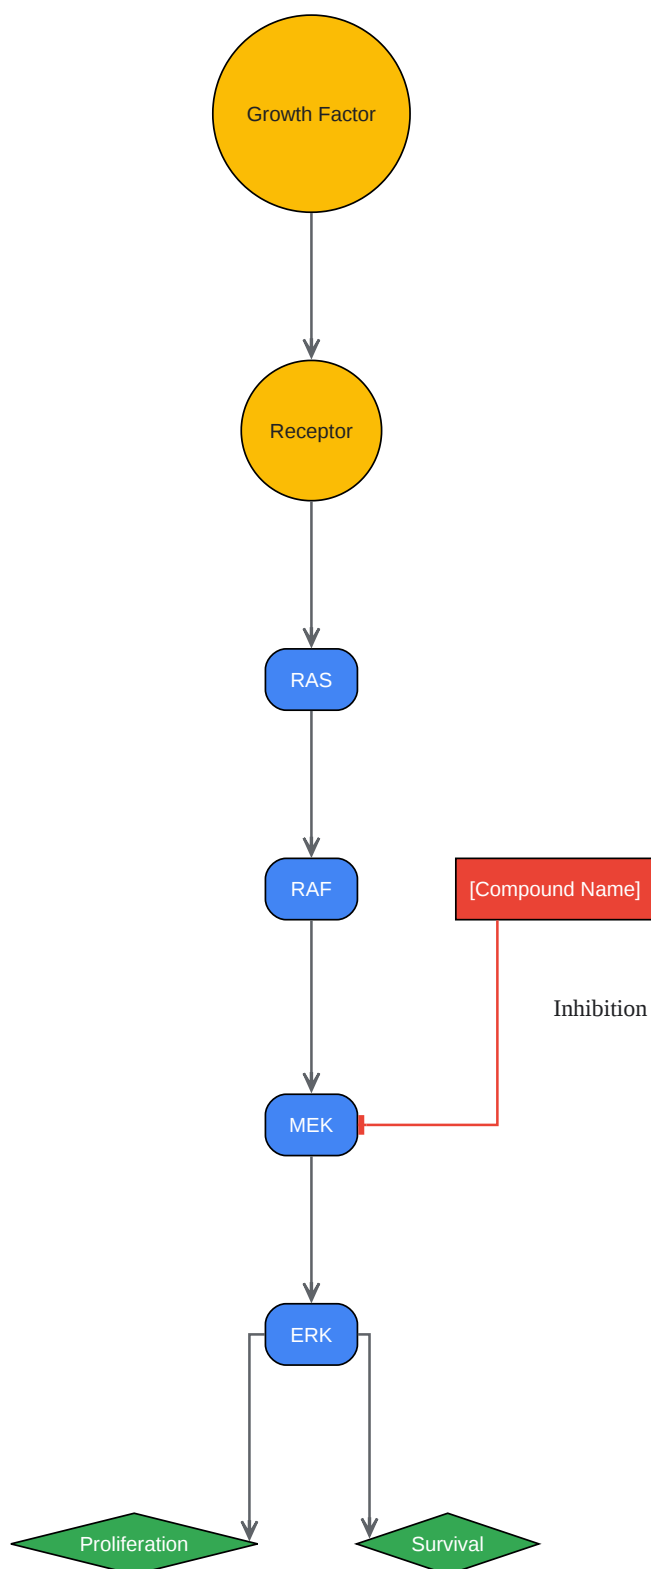 Growth Factor
Receptor
RAS
RAF
[Compound Name]
Inhibition
MEK
ERK
Proliferation
Survival